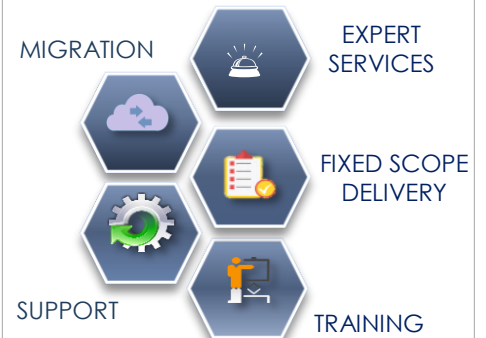 MIGRATION
EXPERT
SERVICES
FIXED SCOPE
DELIVERY
SUPPORT
TRAINING